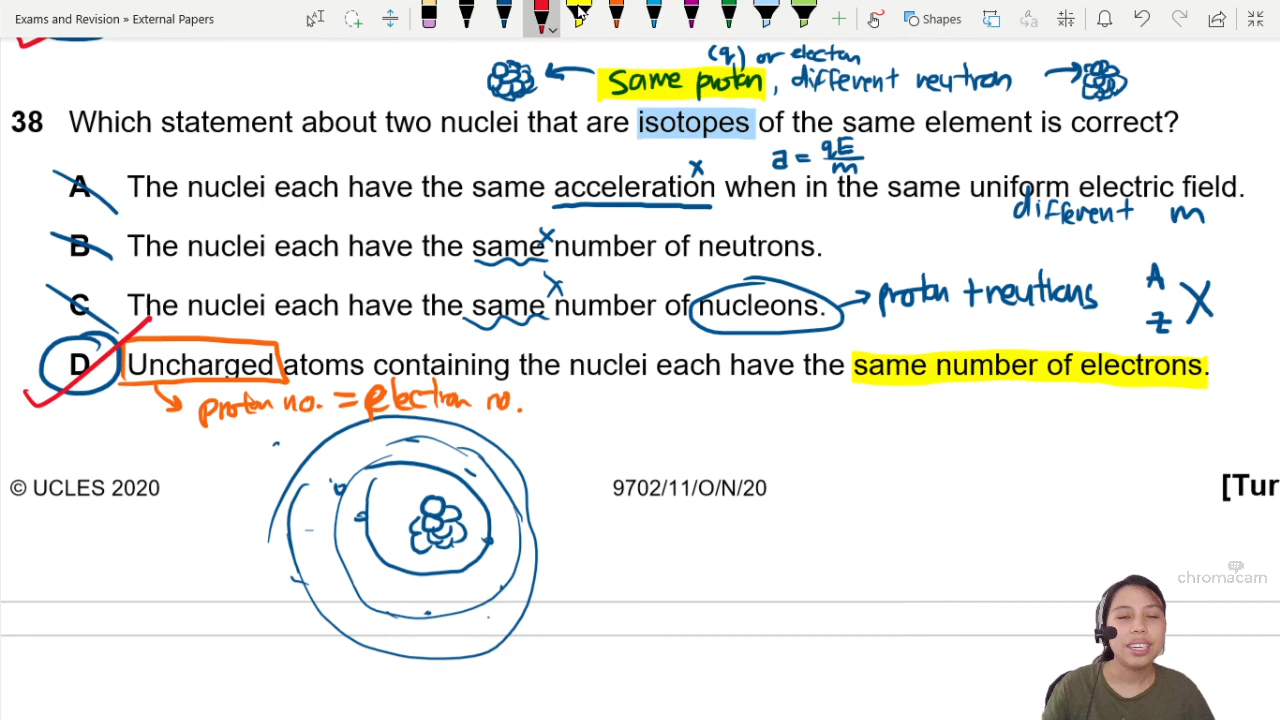 Exams and Revision » External Papers
Shapes
(q) or electron
same proton, different neutron
38 Which statement about two nuclei that are isotopes of the same element is correct?
a = qE/m
x
A The nuclei each have the same acceleration when in the same uniform electric field.
different m
x
B The nuclei each have the same number of neutrons.
x
C The nuclei each have the same number of nucleons.
proton + neutrons
A
Z X
D Uncharged atoms containing the nuclei each have the same number of electrons.
proton no. = electron no.
© UCLES 2020
9702/11/O/N/20
[Tur
chromacam